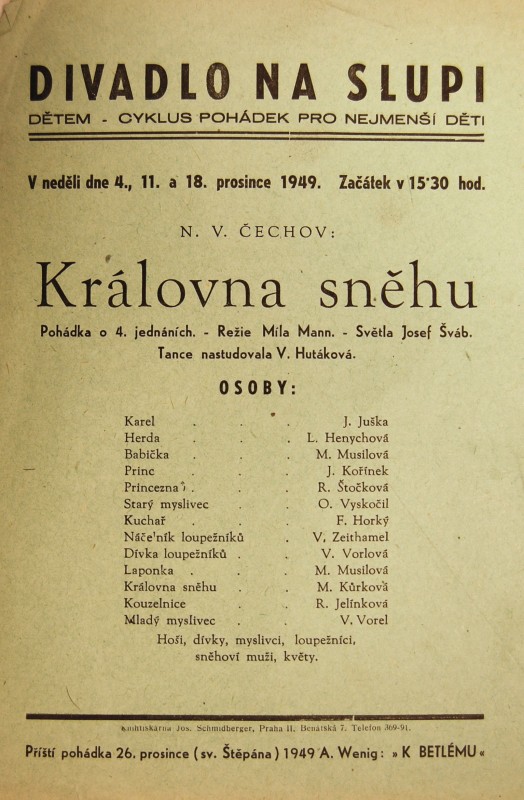 DIVADLO NA SLUPI
DĚTEM - CYKLUS POHÁDEK PRO NEJMENŠÍ DĚTI
V neděli dne 4., 11. a 18. prosince 1949. Začátek v 15·30 hod.
N. V. ČECHOV:
Královna sněhu
Pohádka o 4. jednáních. - Režie Míla Mann. - Světla Josef Šváb.
Tance nastudovala V. Hutáková.
OSOBY:
Karel . . . J. Juška
Herda . . . L. Henychová
Babička . . . M. Musilová
Princ . . . J. Kořínek
Princezna . . . R. Štočková
Starý myslivec . . O. Vyskočil
Kuchař . . . F. Horký
Náčelník loupežníků . . V. Zeithamel
Dívka loupežníků . . V. Vorlová
Laponka . . . M. Musilová
Královna sněhu . . M. Kůrková
Kouzelnice . . R. Jelínková
Mladý myslivec . . V. Vorel
Hoši, dívky, myslivci, loupežníci,
sněhoví muži, květy.
Knihtiskárna Jos. Schmidberger, Praha II, Benátská 7. Telefon 369-91.
Příští pohádka 26. prosince (sv. Štěpána) 1949 A. Wenig: »K BETLÉMU«